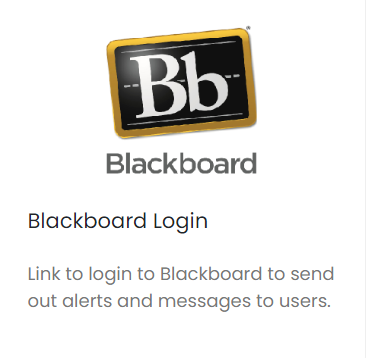 Bb
Blackboard
Blackboard Login
Link to login to Blackboard to send
out alerts and messages to users.